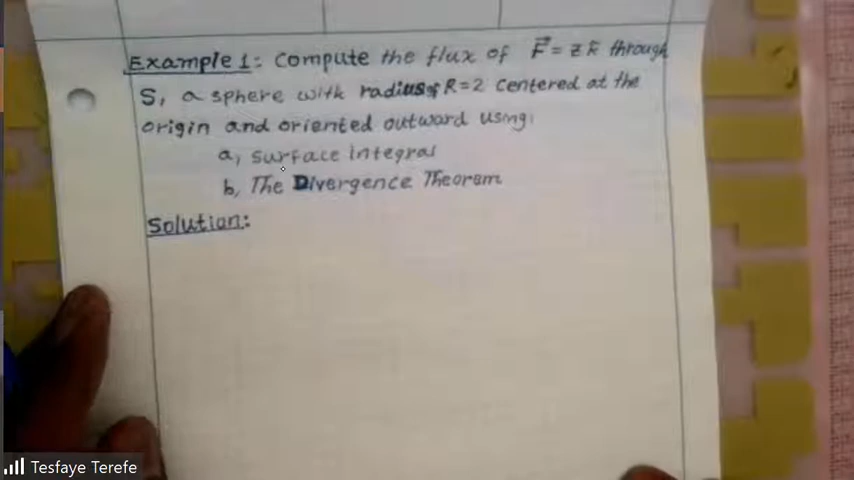 Example 1: Compute the flux of F⃗ = z k⃗ through
S, a sphere with radius of R=2 centered at the
origin and oriented outward using:
a, surface integral
b, The Divergence Theorem
Solution:
Tesfaye Terefe